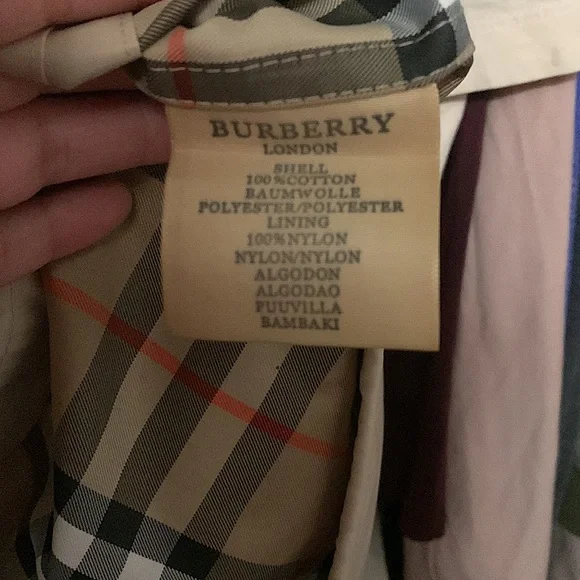 BURBERRY
LONDON
SHELL
100%COTTON
BAUMWOLLE
POLYESTER/POLYESTER
LINING
100%NYLON
NYLON/NYLON
ALGODON
ALGODAO
PUUVILLA
BAMBAKI